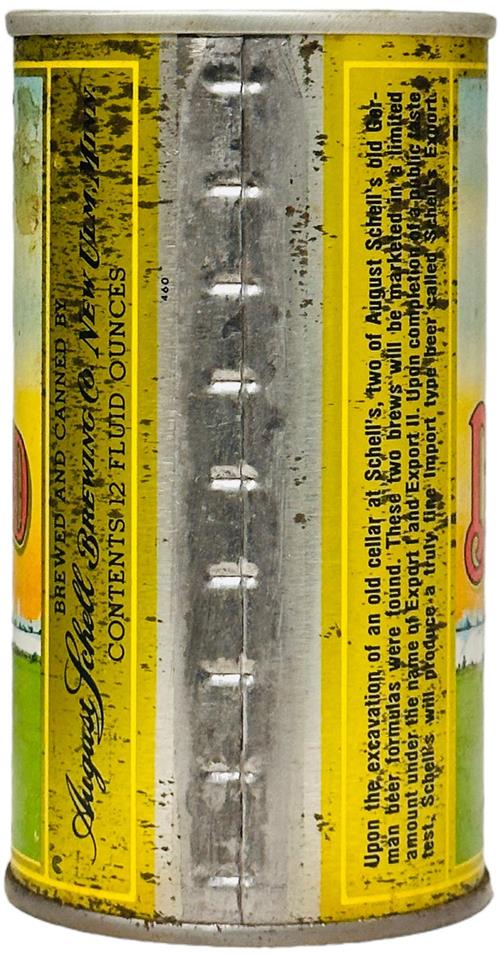 BREWED AND CANNED BY
August Schell Brewing Co. New Ulm, Minn.
CONTENTS 12 FLUID OUNCES
460
Upon the excavation of an old cellar at Schell's, two of August Schell's old Ger-
man beer formulas were found. These two brews will be marketed in a limited
amount under the name of Export I and Export II. Upon completion of a public taste
test, Schell's will produce a truly fine import type beer called Schell's Export.